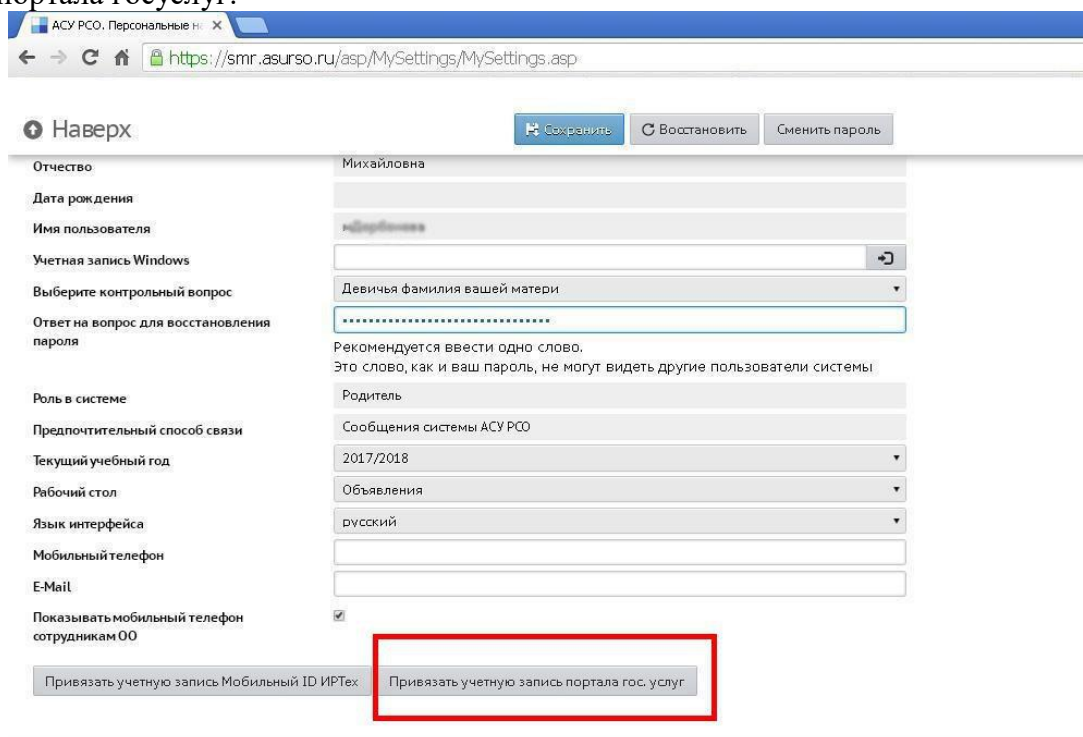 портала госуслуг.
АСУ РСО. Персональные н
https://smr.asurso.ru/asp/MySettings/MySettings.asp
Наверх
Сохранить
Восстановить
Сменить пароль
Отчество
Михайловна
Дата рождения
Имя пользователя
Учетная запись Windows
Выберите контрольный вопрос
Девичья фамилия вашей матери
Ответ на вопрос для восстановления
пароля
Рекомендуется ввести одно слово.
Это слово, как и ваш пароль, не могут видеть другие пользователи системы
Роль в системе
Родитель
Предпочтительный способ связи
Сообщения системы АСУ РСО
Текущий учебный год
2017/2018
Рабочий стол
Объявления
Язык интерфейса
русский
Мобильный телефон
E-Mail
Показывать мобильный телефон
сотрудникам ОО
Привязать учетную запись Мобильный ID ИРТех
Привязать учетную запись портала гос. услуг